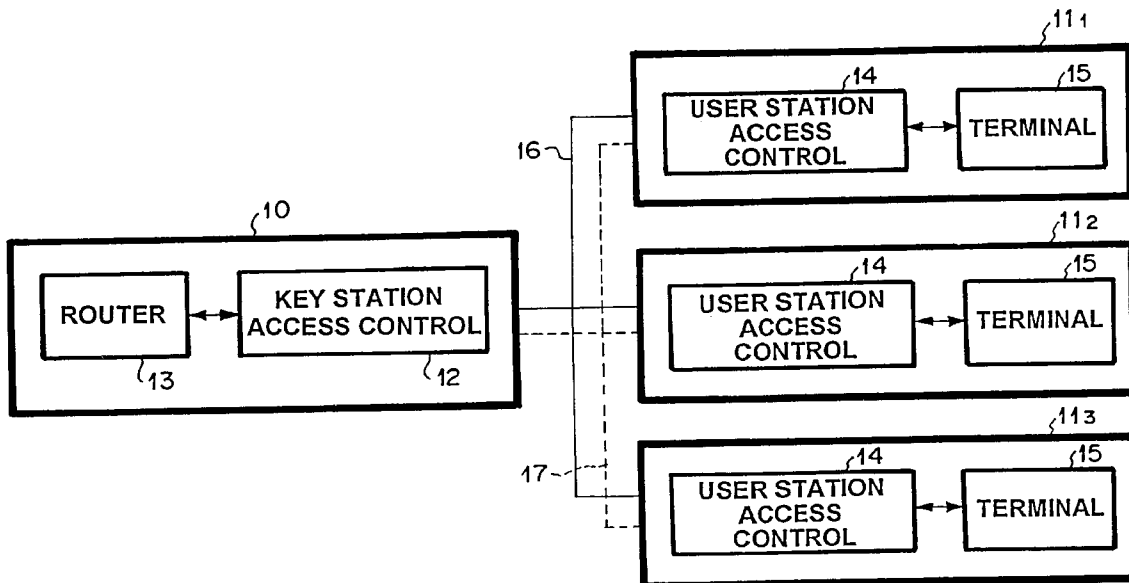 10
ROUTER
13
KEY STATION
ACCESS CONTROL
12
16
17
11₁
14
USER STATION
ACCESS
CONTROL
15
TERMINAL
11₂
14
USER STATION
ACCESS
CONTROL
15
TERMINAL
11₃
14
USER STATION
ACCESS
CONTROL
15
TERMINAL